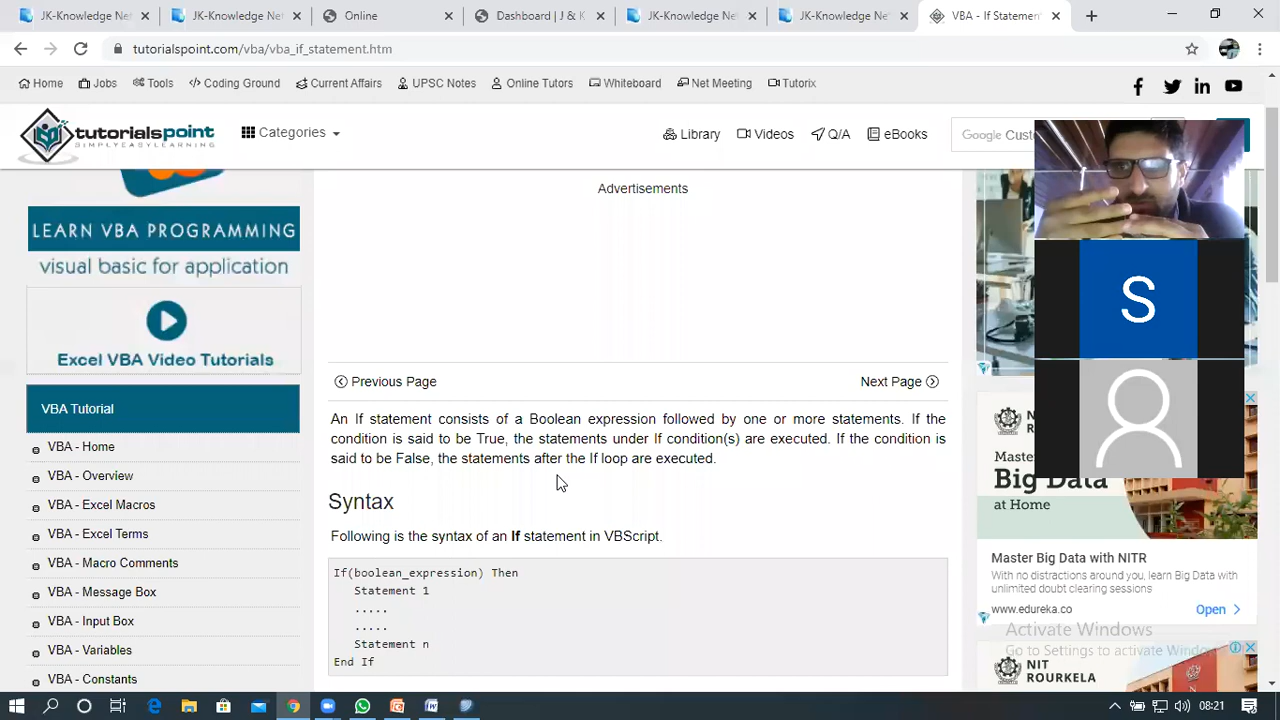 JK-Knowledge Net
JK-Knowledge Net
Online
Dashboard | J & K
JK-Knowledge Net
JK-Knowledge Net
VBA - If Statemen
tutorialspoint.com/vba/vba_if_statement.htm
Home
Jobs
Tools
</> Coding Ground
Current Affairs
UPSC Notes
Online Tutors
Whiteboard
Net Meeting
Tutorix
tutorialspoint
SIMPLYEASYLEARNING
Categories
Library
Videos
Q/A
eBooks
Google Custo
Advertisements
LEARN VBA PROGRAMMING
visual basic for application
Excel VBA Video Tutorials
Previous Page
Next Page
An If statement consists of a Boolean expression followed by one or more statements. If the
condition is said to be True, the statements under If condition(s) are executed. If the condition is
said to be False, the statements after the If loop are executed.
Syntax
Following is the syntax of an If statement in VBScript.
If(boolean_expression) Then
Statement 1
.....
.....
Statement n
End If
VBA Tutorial
VBA - Home
VBA - Overview
VBA - Excel Macros
VBA - Excel Terms
VBA - Macro Comments
VBA - Message Box
VBA - Input Box
VBA - Variables
VBA - Constants
S
Big Data
at Home
Master Big Data with NITR
With no distractions around you, learn Big Data with
unlimited doubt clearing sessions
www.edureka.co
Open
Activate Windows
Go to Settings to activate Windows
NIT
ROURKELA
08:21